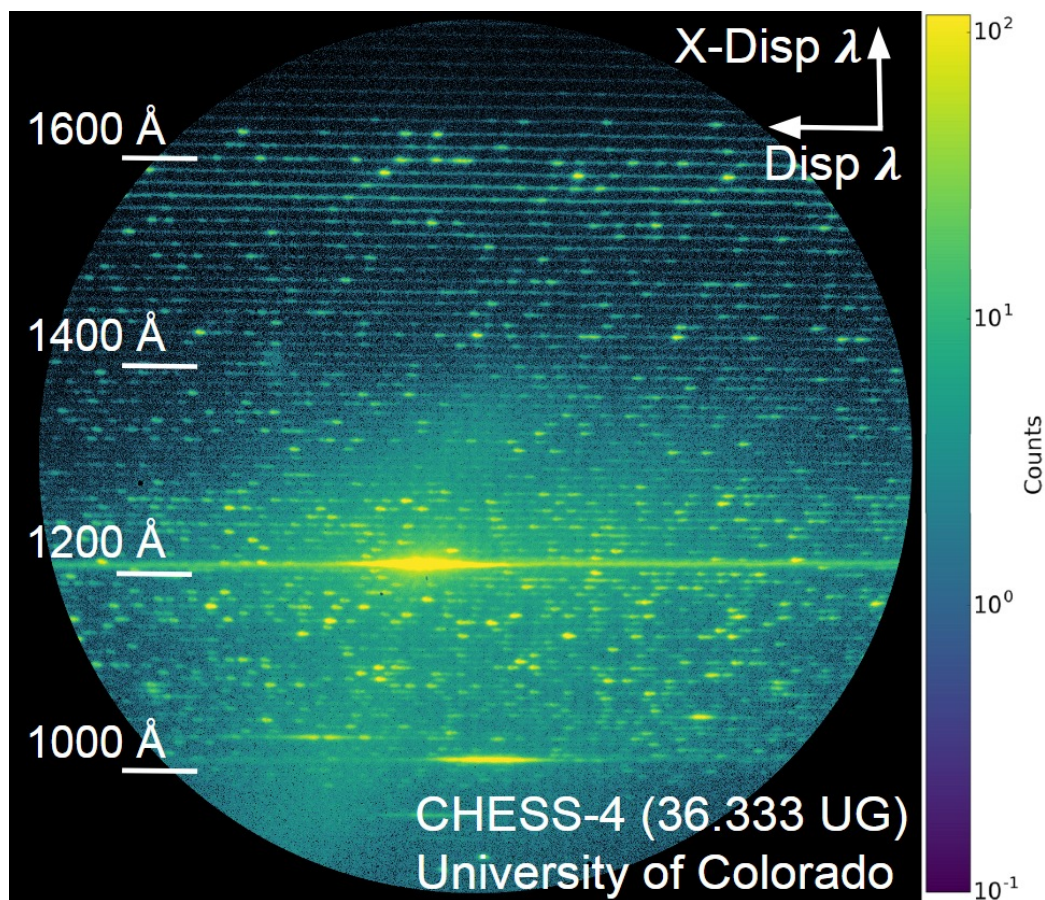 X-Disp λ
Disp λ
1600 Å
1400 Å
1200 Å
1000 Å
CHESS-4 (36.333 UG)
University of Colorado
10²
10¹
10⁰
10⁻¹
Counts